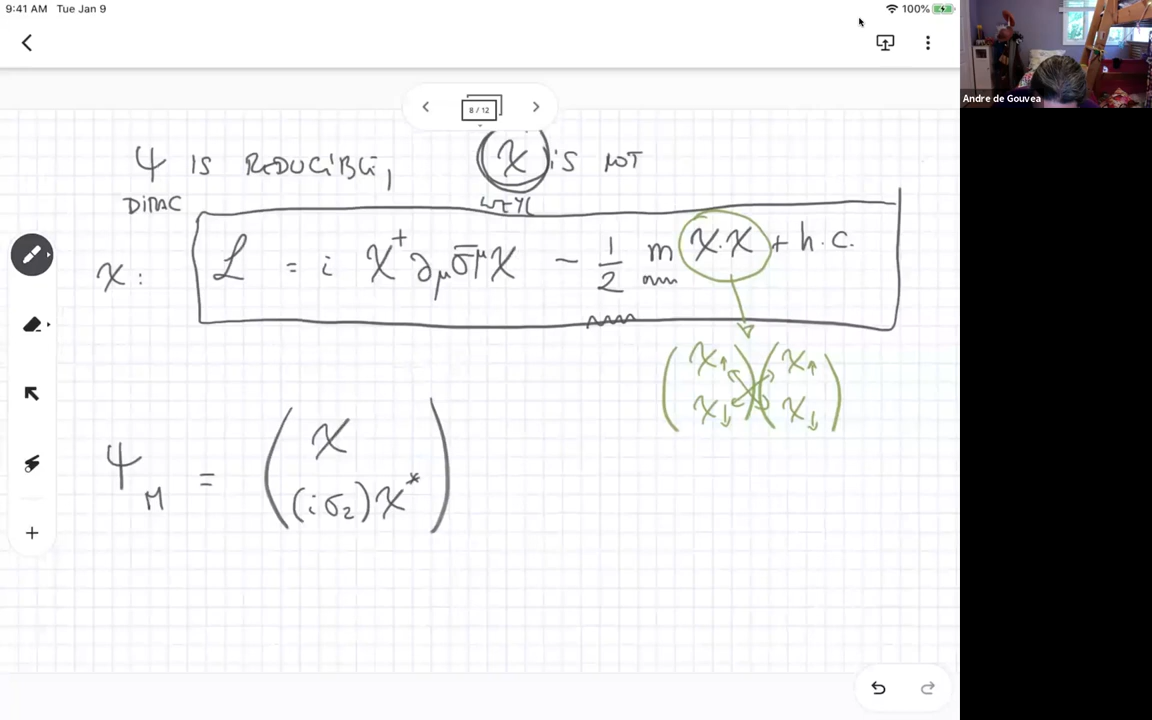 9:41 AM Tue Jan 9
100%
8 / 12
Andre de Gouvea
Ψ IS REDUCIBLE, χ is NOT
DIRAC WEYL
χ : ℒ = i χ† ∂μ σ̄^μ χ − 1/2 m χ·χ + h.c.
(χ↑ χ↓) (χ↑ χ↓)
Ψ_M = ( χ
(iσ₂)χ* )